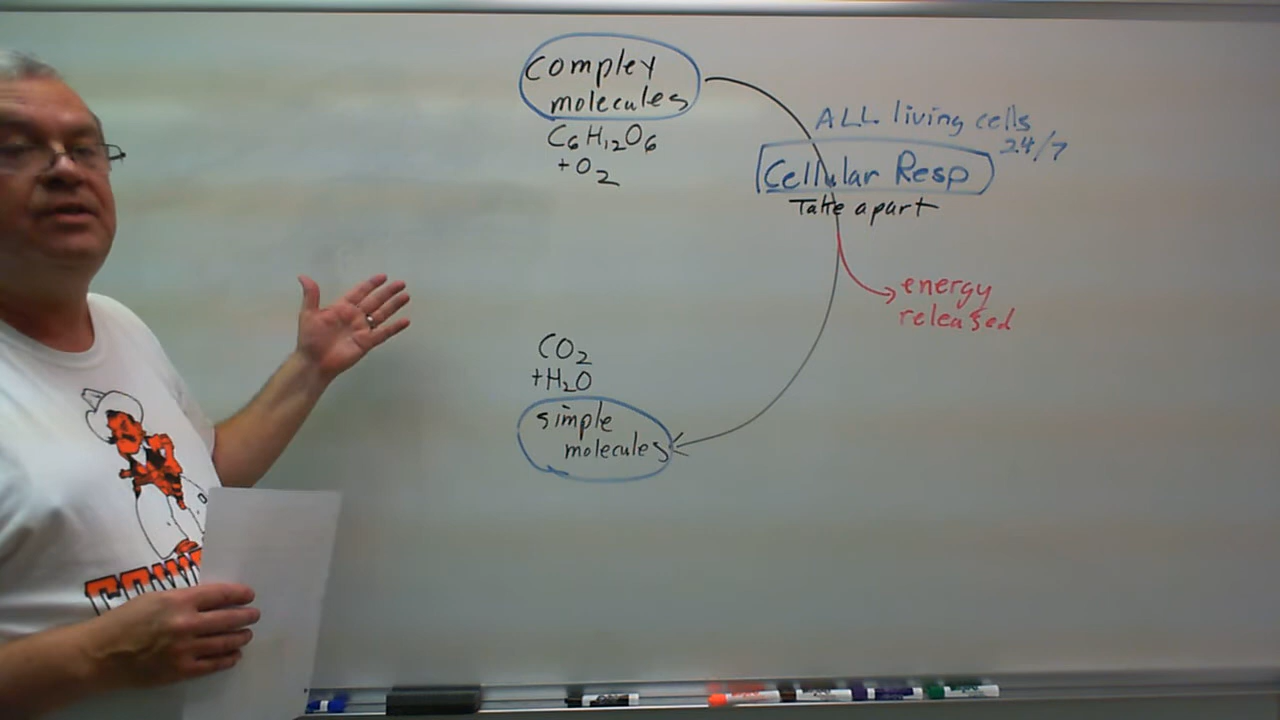 Complex
molecules
C₆H₁₂O₆
+O₂
ALL living cells
24/7
Cellular Resp
Take apart
energy
released
CO₂
+H₂O
simple
molecules